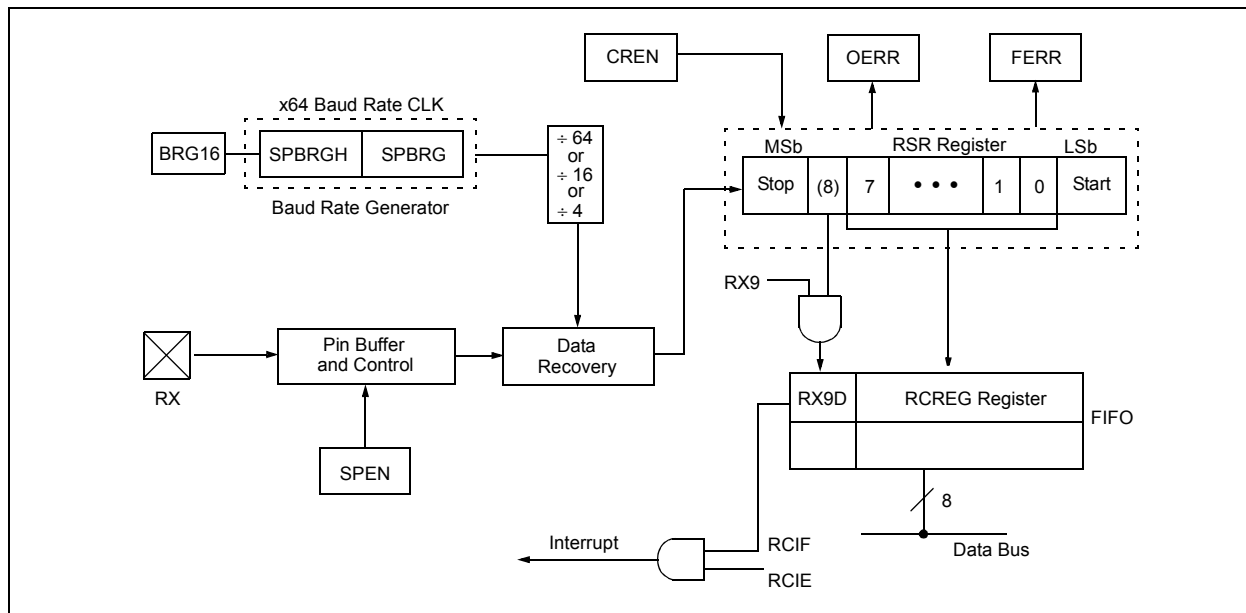 CREN
OERR
FERR
x64 Baud Rate CLK
BRG16
SPBRGH
SPBRG
Baud Rate Generator
÷ 64
or
÷ 16
or
÷ 4
MSb
RSR Register
LSb
Stop
(8)
7
• • •
1
0
Start
RX9
RX
Pin Buffer
and Control
Data
Recovery
SPEN
RX9D
RCREG Register
FIFO
8
Data Bus
Interrupt
RCIF
RCIE